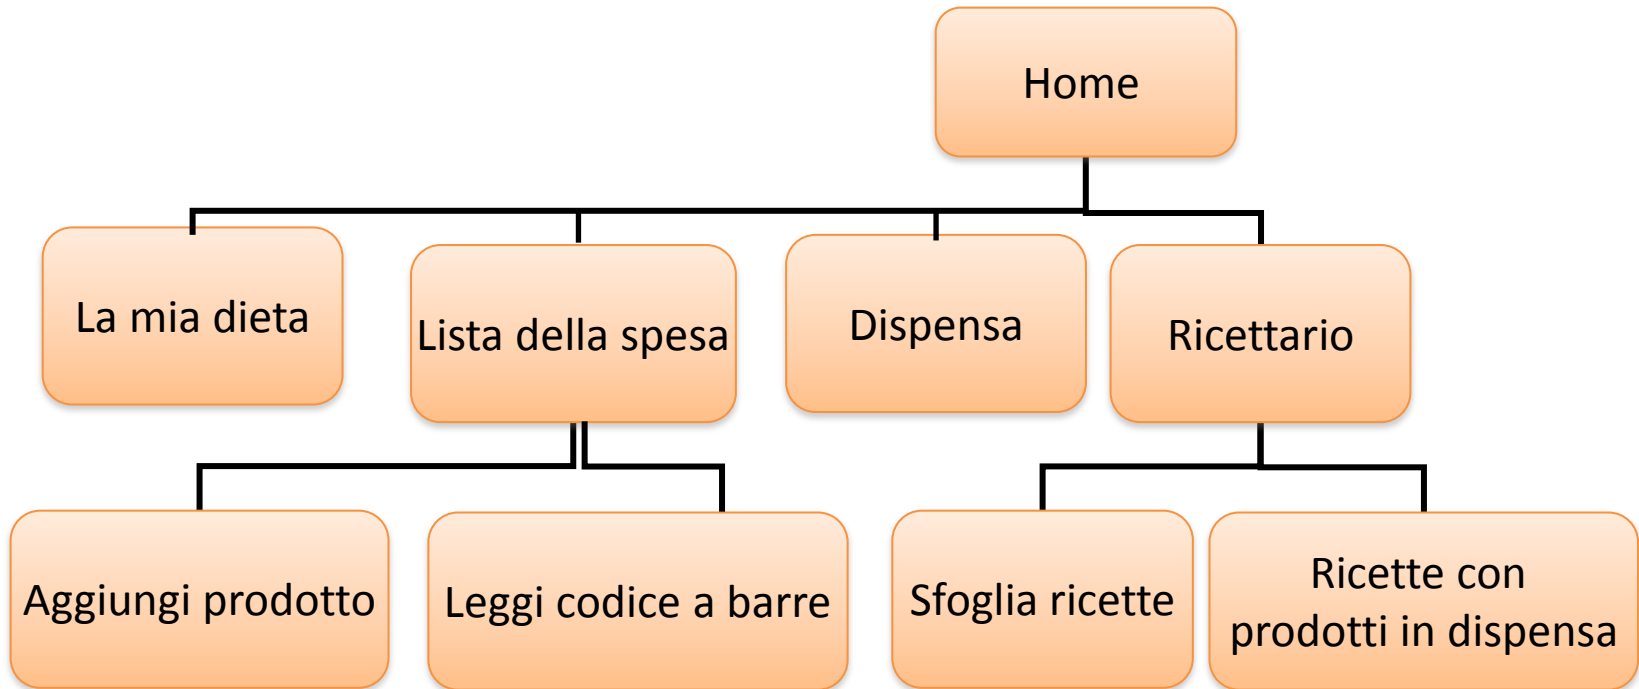 Home
La mia dieta
Lista della spesa
Dispensa
Ricettario
Aggiungi prodotto
Leggi codice a barre
Sfoglia ricette
Ricette con
prodotti in dispensa